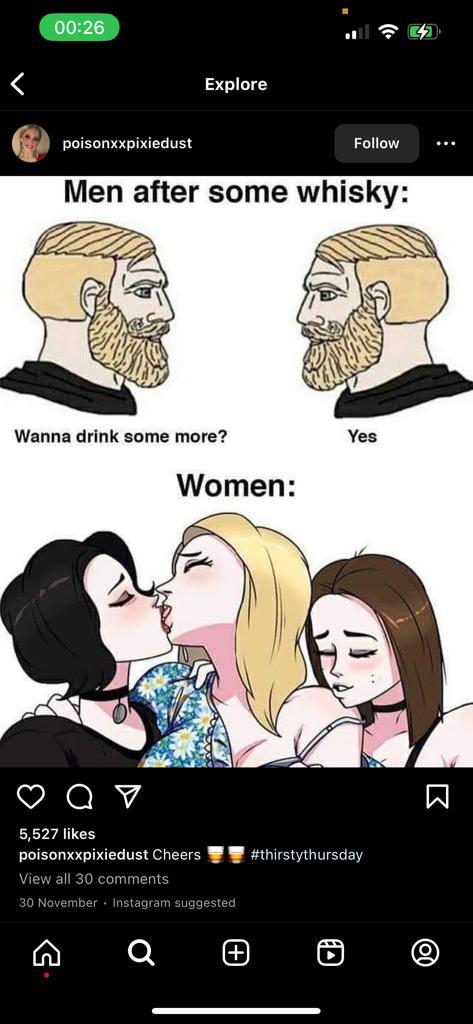 00:26
Explore
poisonxxpixiedust
Follow
Men after some whisky:
Wanna drink some more?
Yes
Women:
5,527 likes
poisonxxpixiedust Cheers 🥃🥃 #thirstythursday
View all 30 comments
30 November · Instagram suggested